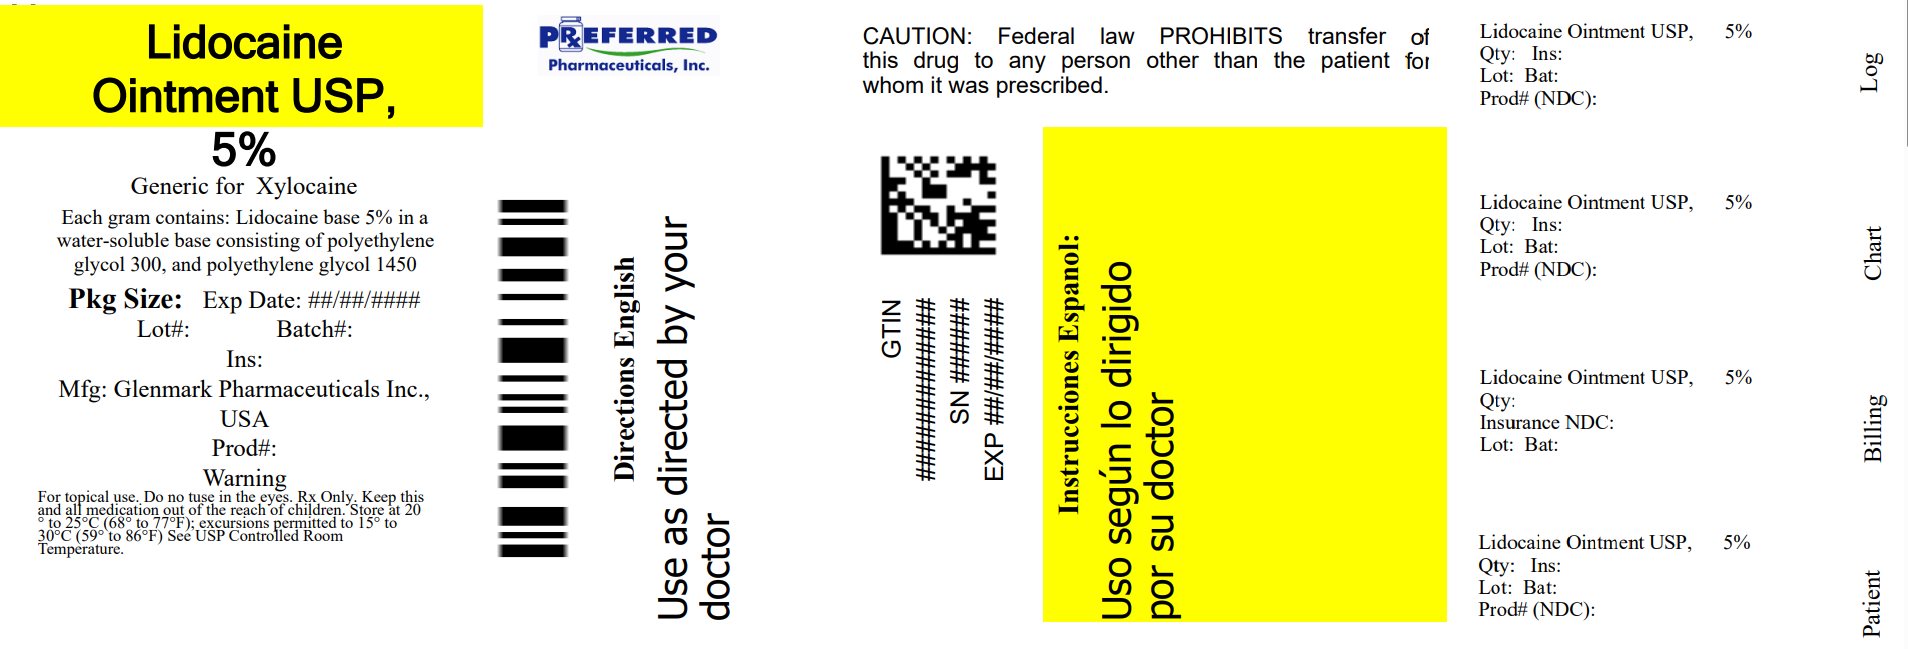 Lidocaine
Ointment USP,
5%
Generic for  Xylocaine
Each gram contains: Lidocaine base 5% in a
water-soluble base consisting of polyethylene
glycol 300, and polyethylene glycol 1450
Pkg Size:   Exp Date: ##/##/####
Lot#:   Batch#:
Ins:
Mfg: Glenmark Pharmaceuticals Inc.,
USA
Prod#:
Warning
For topical use. Do no tuse in the eyes. Rx Only. Keep this
and all medication out of the reach of children. Store at 20
° to 25°C (68° to 77°F); excursions permitted to 15° to
30°C (59° to 86°F) See USP Controlled Room
Temperature.
PREFERRED
Pharmaceuticals, Inc.
Directions English
Use as directed by your
doctor
CAUTION: Federal law PROHIBITS transfer of
this drug to any person other than the patient for
whom it was prescribed.
GTIN
##############
SN ######
EXP ##/##/####
Instrucciones Espanol:
Uso según lo dirigido
por su doctor
Lidocaine Ointment USP,   5%
Qty:   Ins:
Lot:  Bat:
Prod# (NDC):
Log
Lidocaine Ointment USP,   5%
Qty:   Ins:
Lot:  Bat:
Prod# (NDC):
Chart
Lidocaine Ointment USP,   5%
Qty:
Insurance NDC:
Lot:  Bat:
Billing
Lidocaine Ointment USP,   5%
Qty:   Ins:
Lot:  Bat:
Prod# (NDC):
Patient